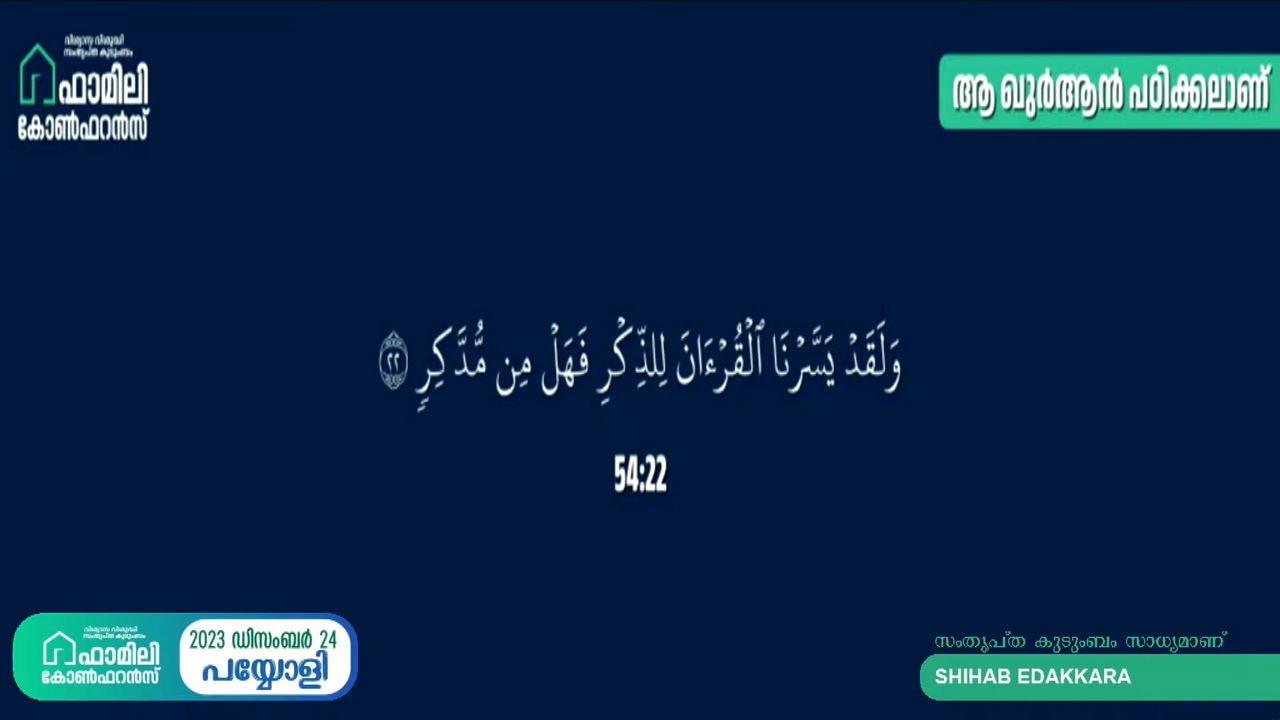 വിശ്വാസ വിശുദ്ധി
സംതൃപ്ത കുടുംബം
ഫാമിലി
കോൺഫറൻസ്
ആ ഖുർആൻ പഠിക്കലാണ്
وَلَقَدْ يَسَّرْنَا ٱلْقُرْءَانَ لِلذِّكْرِ فَهَلْ مِن مُّدَّكِرٍ ٢٢
54:22
വിശ്വാസ വിശുദ്ധി
സംതൃപ്ത കുടുംബം
ഫാമിലി
കോൺഫറൻസ്
2023 ഡിസംബർ 24
പയ്യോളി
സംതൃപ്ത കുടുംബം സാധ്യമാണ്
SHIHAB EDAKKARA